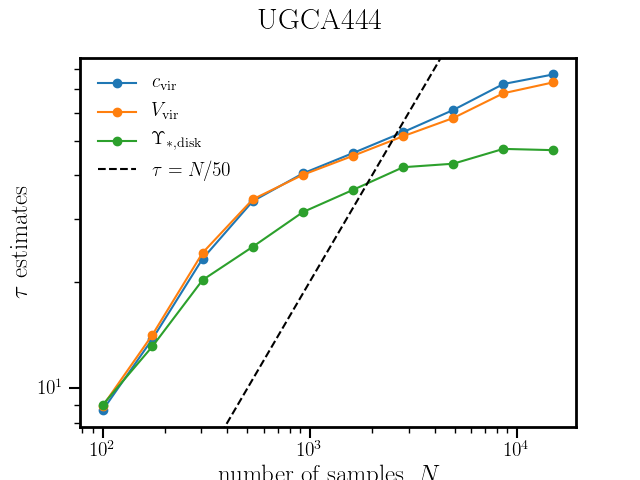 UGCA444
c_vir
V_vir
Υ_*,disk
τ = N/50
τ estimates
10^1
10^2
10^3
10^4
number of samples, N